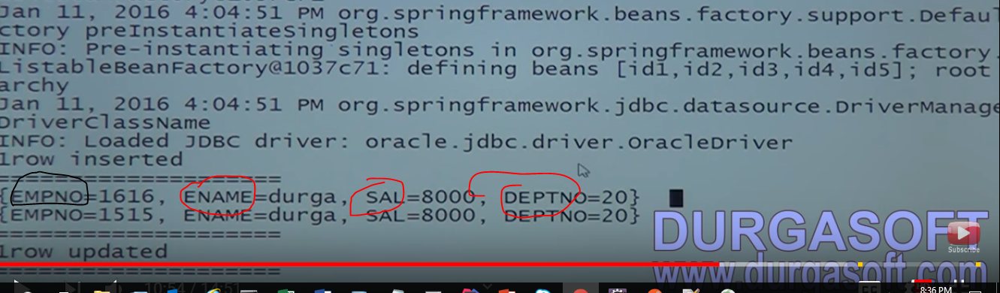 Jan 11, 2016 4:04:51 PM org.springframework.beans.factory.support.Defaul
ctory preInstantiateSingletons
INFO: Pre-instantiating singletons in org.springframework.beans.factory.
ListableBeanFactory@1037c71: defining beans [id1,id2,id3,id4,id5]; root
archy
Jan 11, 2016 4:04:51 PM org.springframework.jdbc.datasource.DriverManage
DriverClassName
INFO: Loaded JDBC driver: oracle.jdbc.driver.OracleDriver
1row inserted
===================
{EMPNO=1616, ENAME=durga, SAL=8000, DEPTNO=20}
{EMPNO=1515, ENAME=durga, SAL=8000, DEPTNO=20}
===================
1row updated
===================
DURGASOFT
Subscribe
www.durgasoft.com
8:36 PM